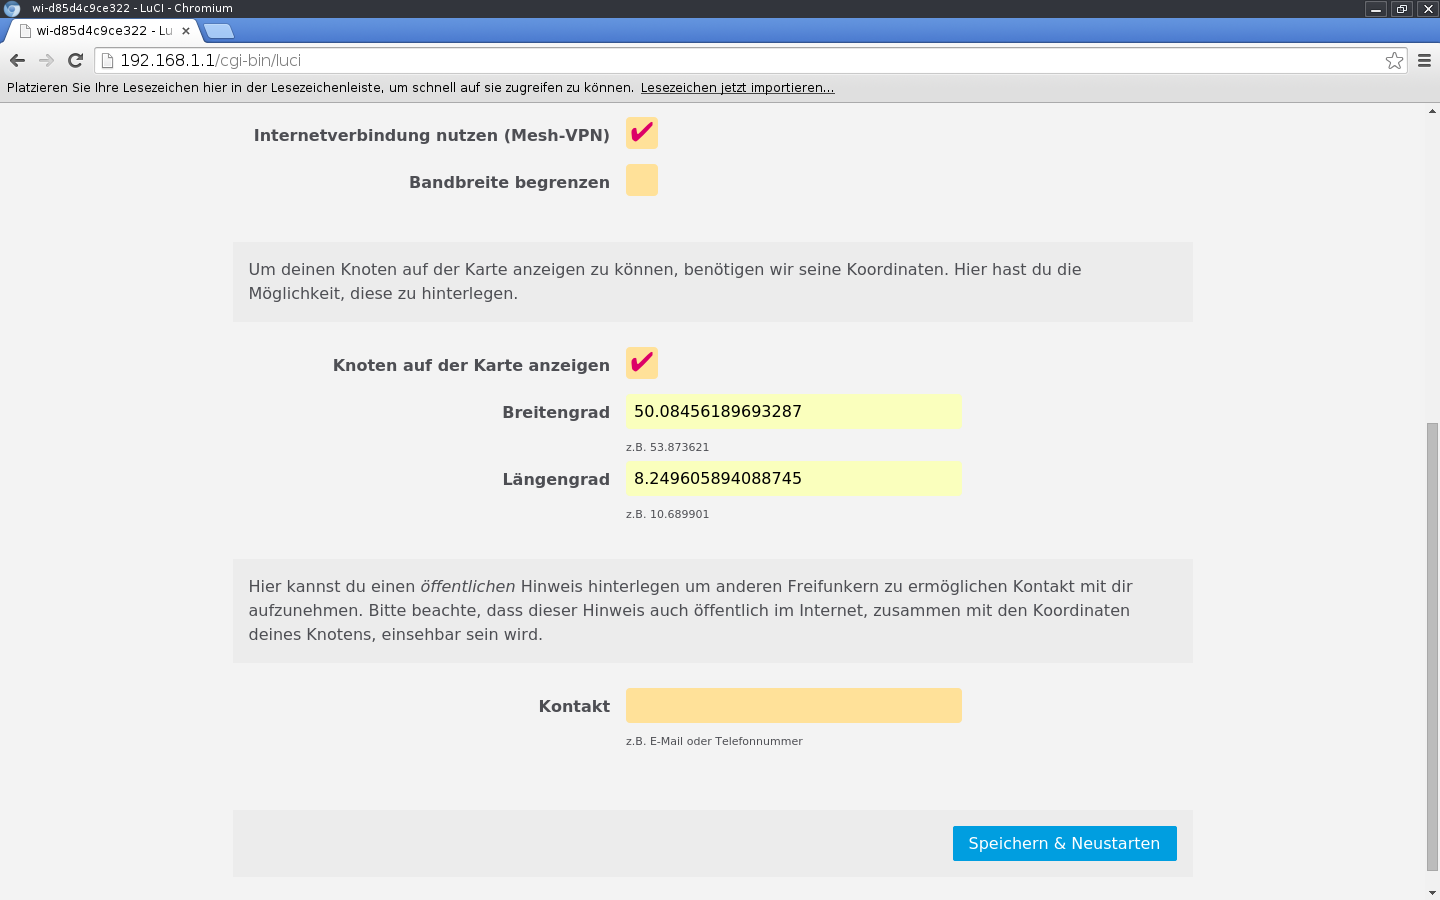 wi-d85d4c9ce322 - LuCI - Chromium
wi-d85d4c9ce322 - Lu
192.168.1.1/cgi-bin/luci
Platzieren Sie Ihre Lesezeichen hier in der Lesezeichenleiste, um schnell auf sie zugreifen zu können. Lesezeichen jetzt importieren...
Internetverbindung nutzen (Mesh-VPN)
Bandbreite begrenzen
Um deinen Knoten auf der Karte anzeigen zu können, benötigen wir seine Koordinaten. Hier hast du die
Möglichkeit, diese zu hinterlegen.
Knoten auf der Karte anzeigen
Breitengrad 50.08456189693287
z.B. 53.873621
Längengrad 8.249605894088745
z.B. 10.689901
Hier kannst du einen öffentlichen Hinweis hinterlegen um anderen Freifunkern zu ermöglichen Kontakt mit dir
aufzunehmen. Bitte beachte, dass dieser Hinweis auch öffentlich im Internet, zusammen mit den Koordinaten
deines Knotens, einsehbar sein wird.
Kontakt
z.B. E-Mail oder Telefonnummer
Speichern & Neustarten